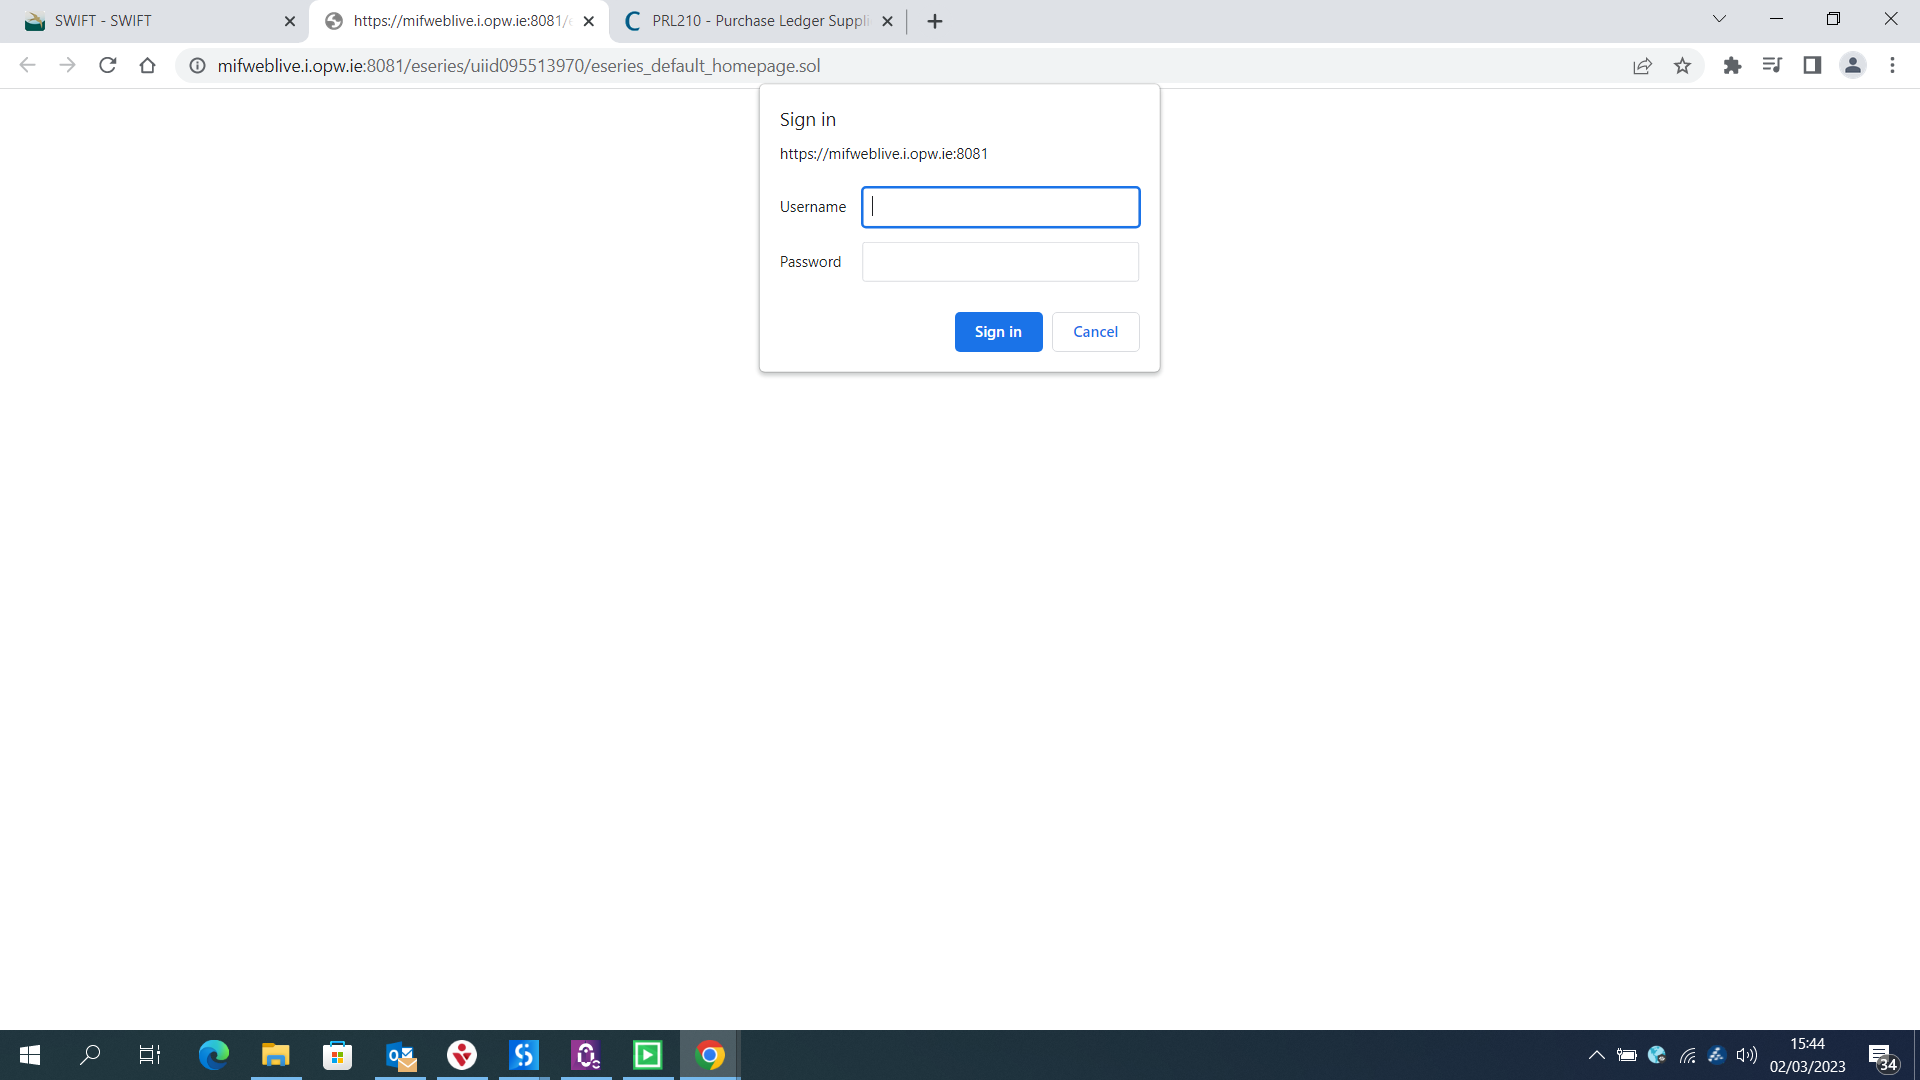 SWIFT - SWIFT
https://mifweblive.i.opw.ie:8081/
PRL210 - Purchase Ledger Suppli
mifweblive.i.opw.ie:8081/eseries/uiid095513970/eseries_default_homepage.sol
Sign in
https://mifweblive.i.opw.ie:8081
Username
Password
Sign in
Cancel
15:44
02/03/2023
34